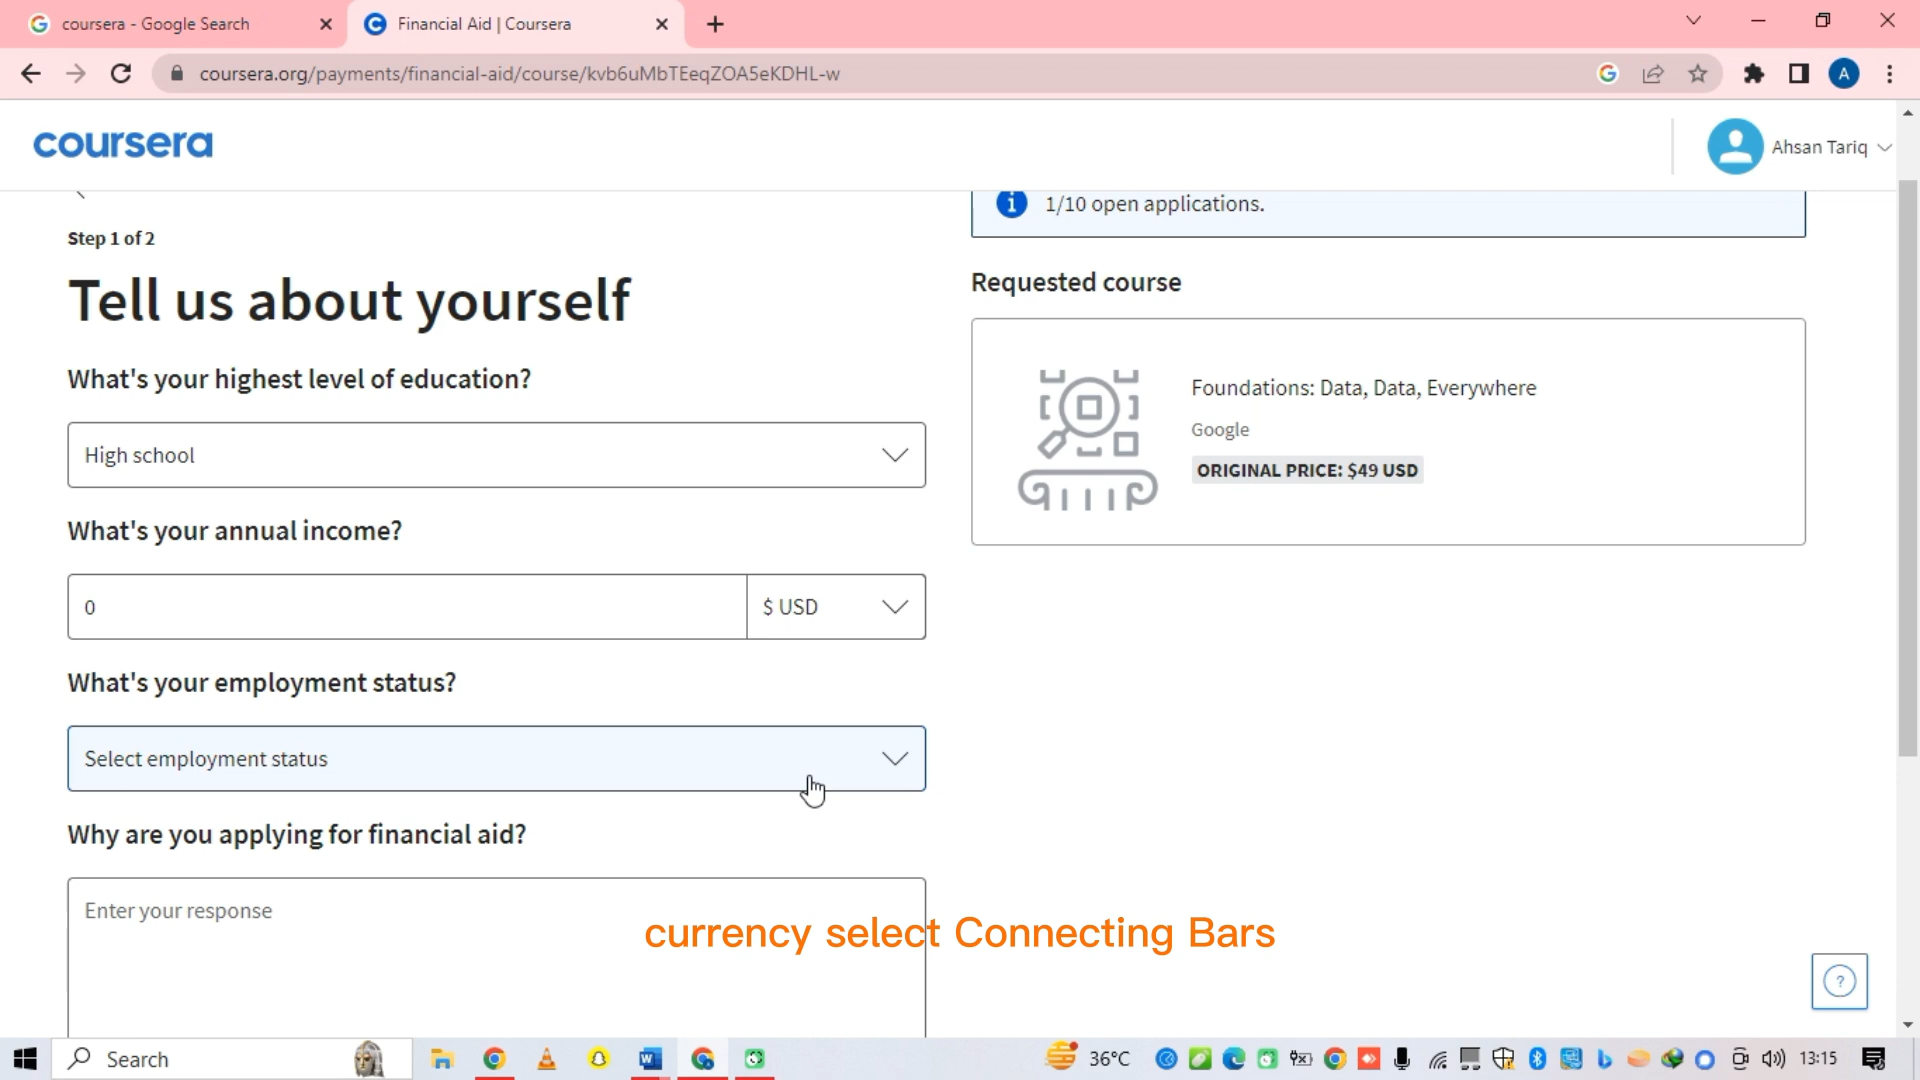 coursera - Google Search
Financial Aid | Coursera
coursera.org/payments/financial-aid/course/kvb6uMbTEeqZOA5eKDHL-w
A
coursera
Ahsan Tariq
1/10 open applications.
Step 1 of 2
Tell us about yourself
Requested course
What's your highest level of education?
High school
Foundations: Data, Data, Everywhere
Google
ORIGINAL PRICE: $49 USD
What's your annual income?
0
$ USD
What's your employment status?
Select employment status
Why are you applying for financial aid?
Enter your response
currency select Connecting Bars
Search
36°C
13:15